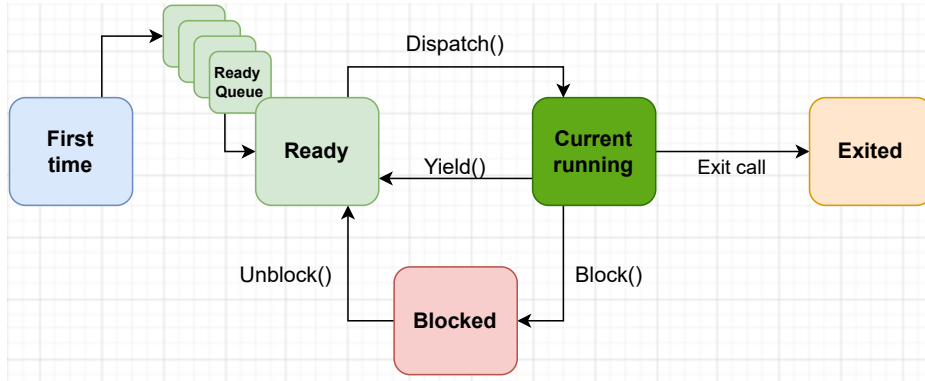 Ready
Queue
Dispatch()
First
time
Ready
Current
running
Exited
Yield()
Exit call
Unblock()
Block()
Blocked